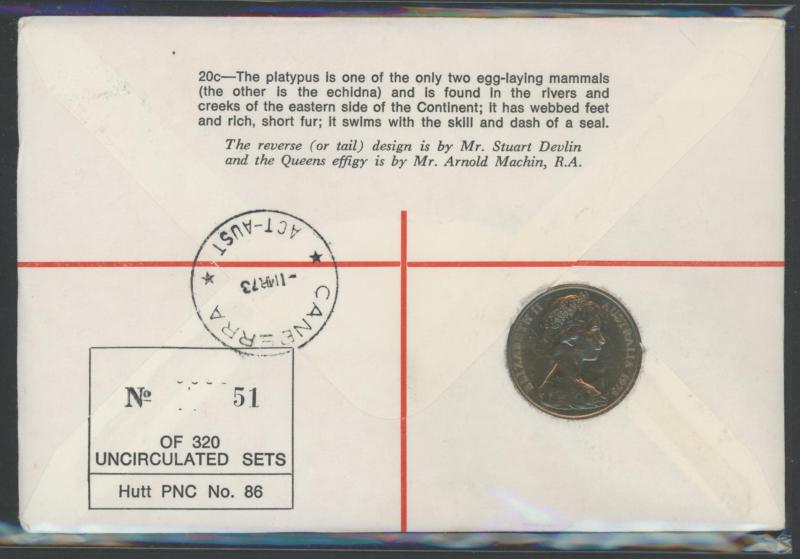 20c—The platypus is one of the only two egg-laying mammals
(the other is the echidna) and is found in the rivers and
creeks of the eastern side of the Continent; it has webbed feet
and rich, short fur; it swims with the skill and dash of a seal.
The reverse (or tail) design is by Mr. Stuart Devlin
and the Queens effigy is by Mr. Arnold Machin, R.A.
ACT-AUST
-1MR73
CANBERRA
ELIZABETH II AUSTRALIA
No 51
OF 320
UNCIRCULATED SETS
Hutt PNC No. 86